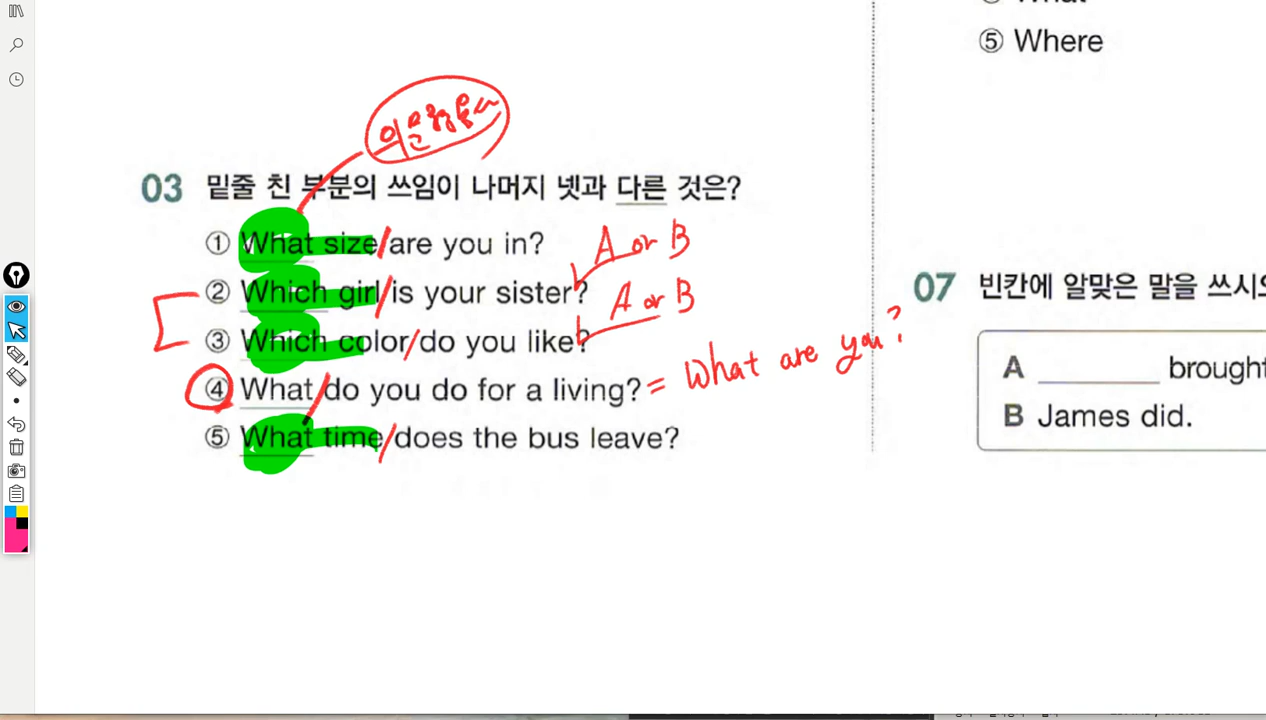 What
⑤ Where
의문형용사
03 밑줄 친 부분의 쓰임이 나머지 넷과 다른 것은?
① What size/are you in?
A or B
② Which girl/is your sister?
A or B
③ Which color/do you like?
④ What/do you do for a living? = What are you?
⑤ What time/does the bus leave?
07 빈칸에 알맞은 말을 쓰시
A ________ brought
B James did.